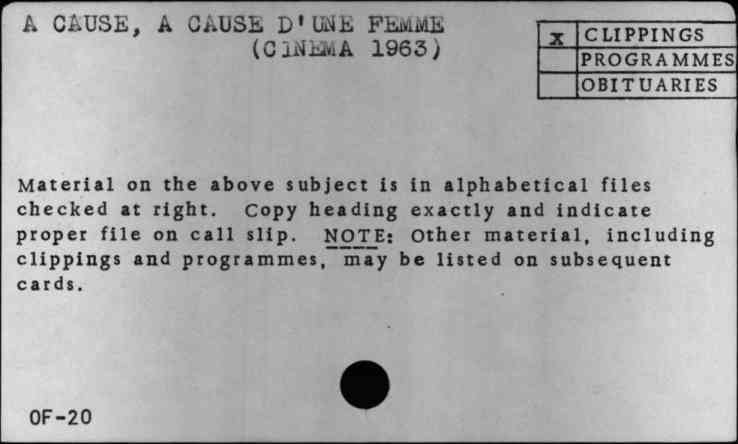 A CAUSE, A CAUSE D'UNE FEMME
(CINEMA 1963)
x CLIPPINGS
PROGRAMMES
OBITUARIES
Material on the above subject is in alphabetical files
checked at right. Copy heading exactly and indicate
proper file on call slip. NOTE: Other material, including
clippings and programmes, may be listed on subsequent
cards.
OF-20